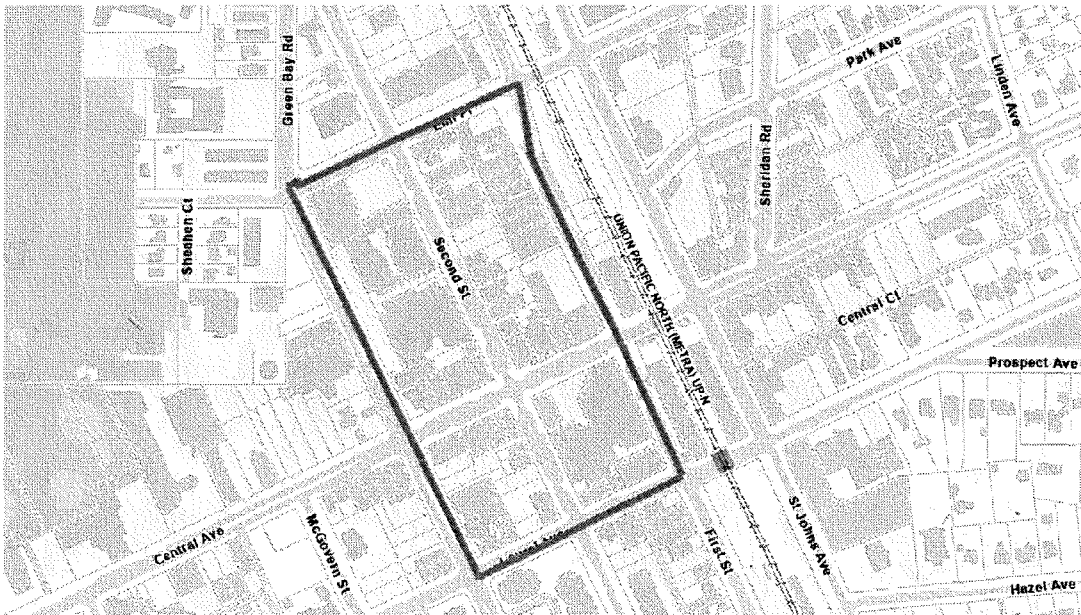 Green Bay Rd
Park Ave
Linden Ave
Sheridan Rd
Sheahen Ct
Second St
UNION PACIFIC NORTH (METRA) UP-N
Central Ct
Prospect Ave
Central Ave
McGovern St
First St
St Johns Ave
Hazel Ave